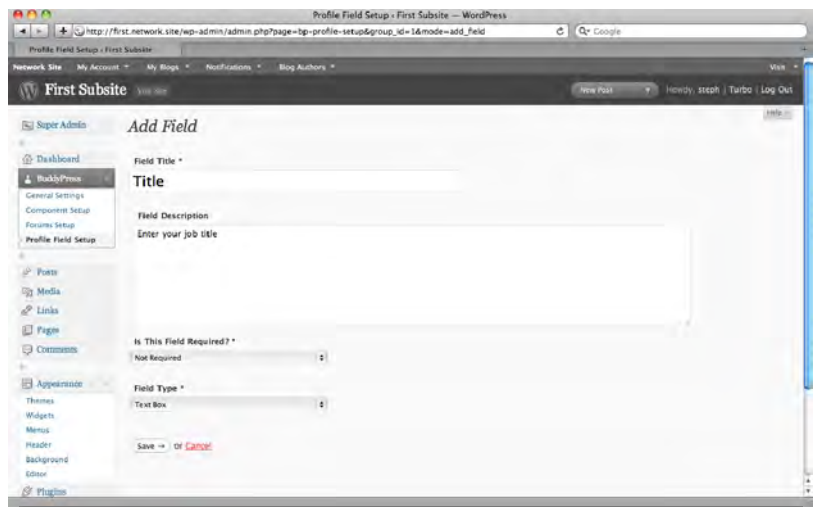 Profile Field Setup ‹ First Subsite — WordPress
http://first.network.site/wp-admin/admin.php?page=bp-profile-setup&group_id=1&mode=add_field
Google
Profile Field Setup ‹ First Subsite
Network Site My Account My Blogs Notifications Blog Authors Visit
First Subsite Visit Site New Post Howdy, steph | Turbo | Log Out
Help
Super Admin
Add Field
Dashboard
Field Title *
BuddyPress
Title
General Settings
Component Setup
Field Description
Forums Setup
Enter your job title
Profile Field Setup
Posts
Media
Links
Pages
Is This Field Required? *
Comments
Not Required
Appearance
Field Type *
Themes
Text Box
Widgets
Menus
Header
Save → or Cancel
Background
Editor
Plugins